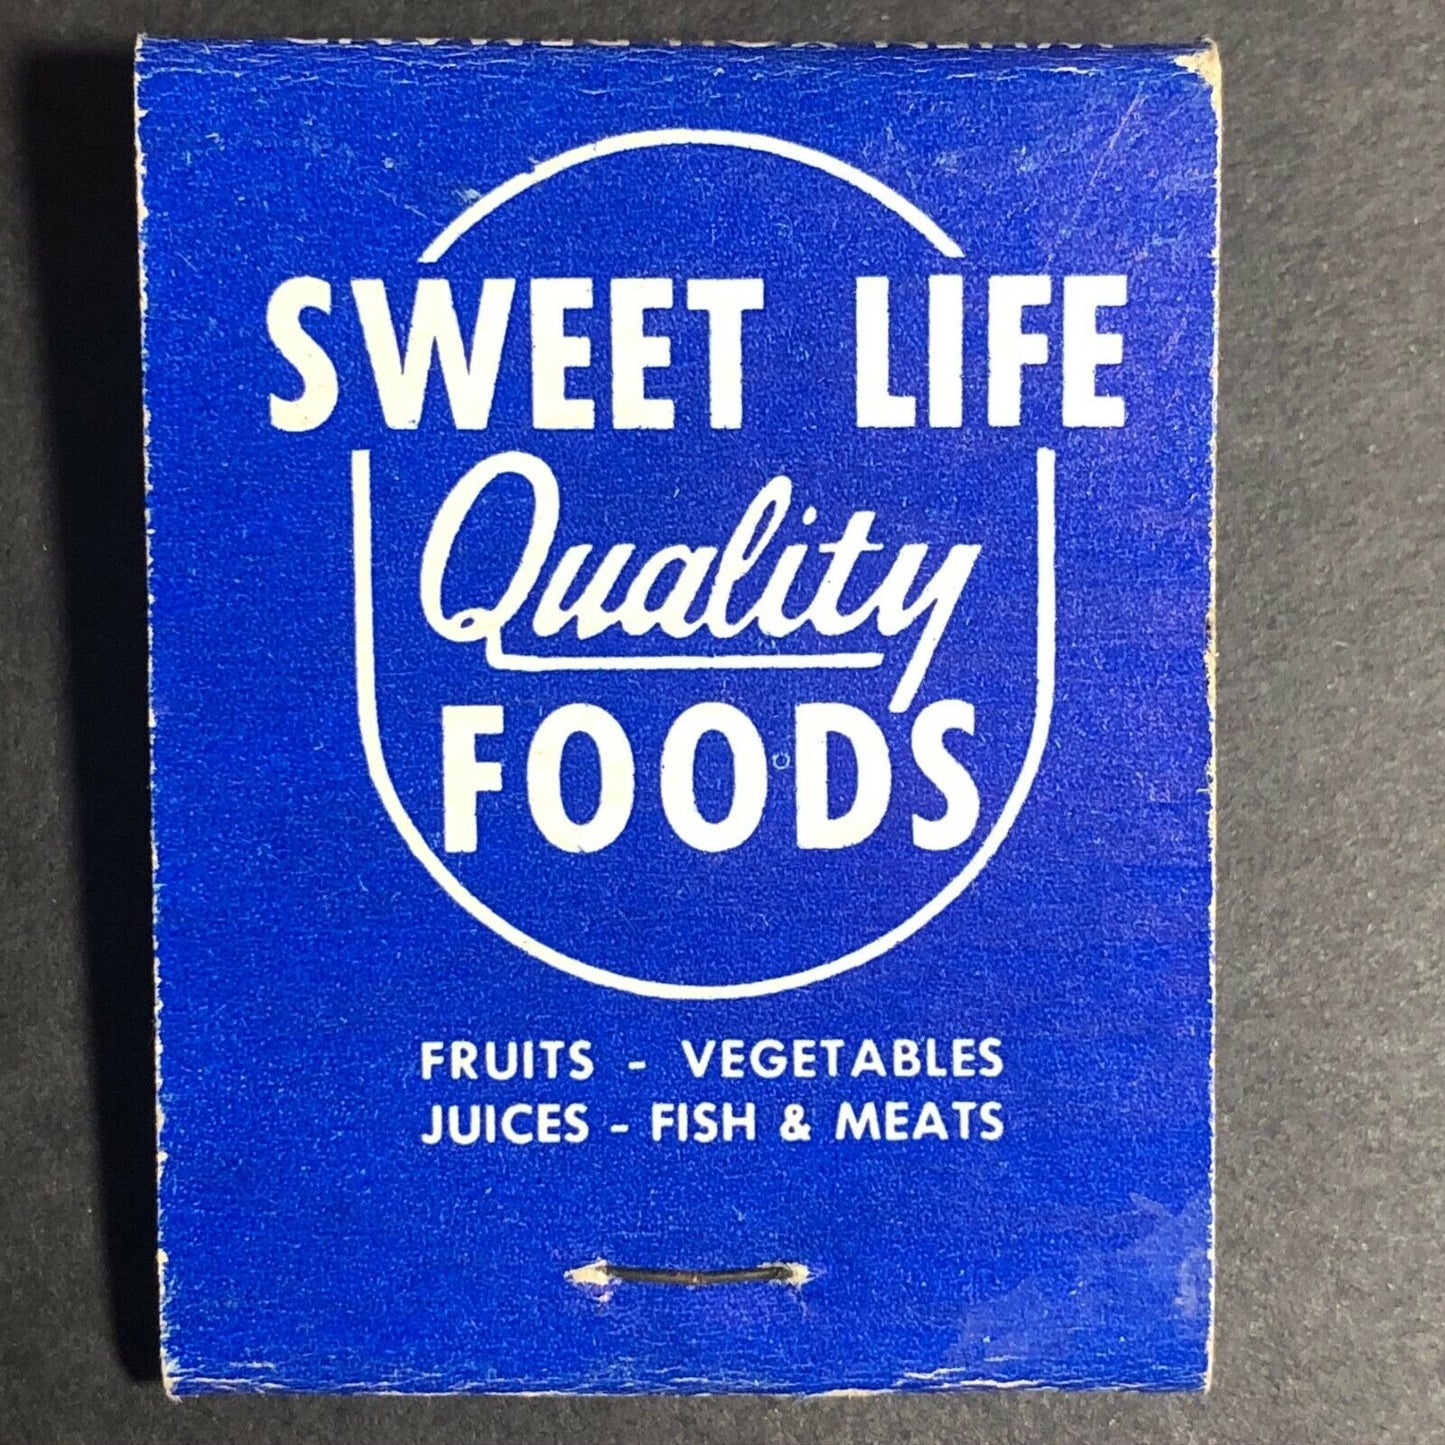 SWEET LIFE
Quality
FOODS
FRUITS - VEGETABLES
JUICES - FISH & MEATS